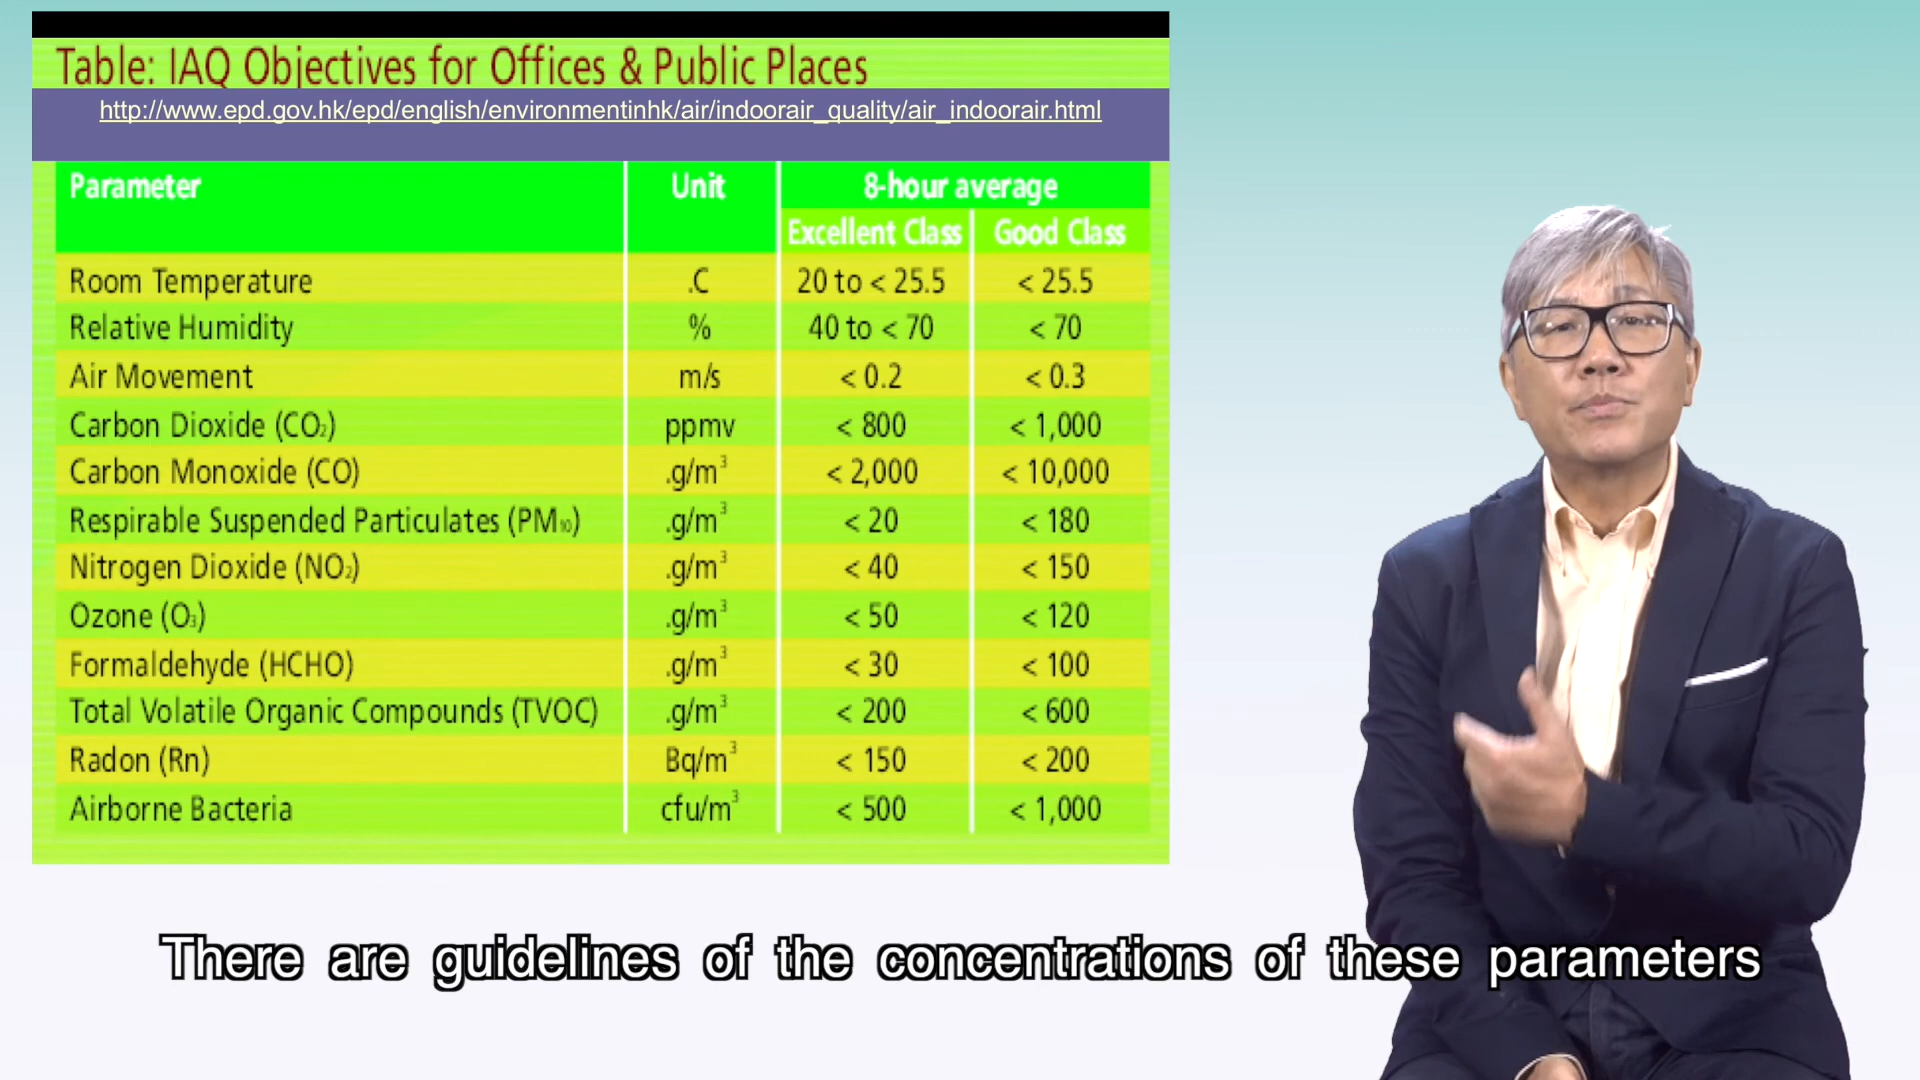 Table: IAQ Objectives for Offices & Public Places
http://www.epd.gov.hk/epd/english/environmentinhk/air/indoorair_quality/air_indoorair.html
Parameter Unit 8-hour average
Excellent Class Good Class
Room Temperature .C 20 to < 25.5 < 25.5
Relative Humidity % 40 to < 70 < 70
Air Movement m/s < 0.2 < 0.3
Carbon Dioxide (CO₂) ppmv < 800 < 1,000
Carbon Monoxide (CO) .g/m³ < 2,000 < 10,000
Respirable Suspended Particulates (PM₁₀) .g/m³ < 20 < 180
Nitrogen Dioxide (NO₂) .g/m³ < 40 < 150
Ozone (O₃) .g/m³ < 50 < 120
Formaldehyde (HCHO) .g/m³ < 30 < 100
Total Volatile Organic Compounds (TVOC) .g/m³ < 200 < 600
Radon (Rn) Bq/m³ < 150 < 200
Airborne Bacteria cfu/m³ < 500 < 1,000
There are guidelines of the concentrations of these parameters